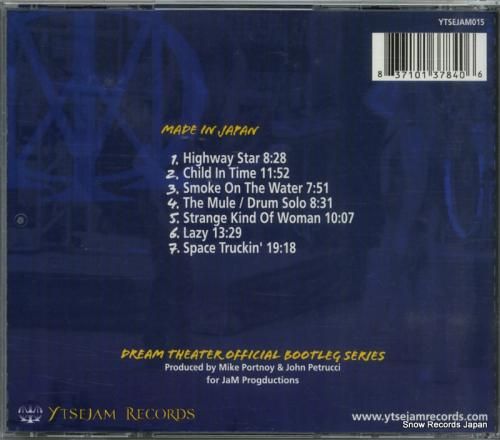 YTSEJAM015
8 37101 37840 6
MADE IN JAPAN
1. Highway Star 8:28
2. Child In Time 11:52
3. Smoke On The Water 7:51
4. The Mule / Drum Solo 8:31
5. Strange Kind Of Woman 10:07
6. Lazy 13:29
7. Space Truckin' 19:18
DREAM THEATER OFFICIAL BOOTLEG SERIES
Produced by Mike Portnoy & John Petrucci
for JaM Progductions
YTSEJAM RECORDS
www.ytsejamrecords.com
Snow Records Japan